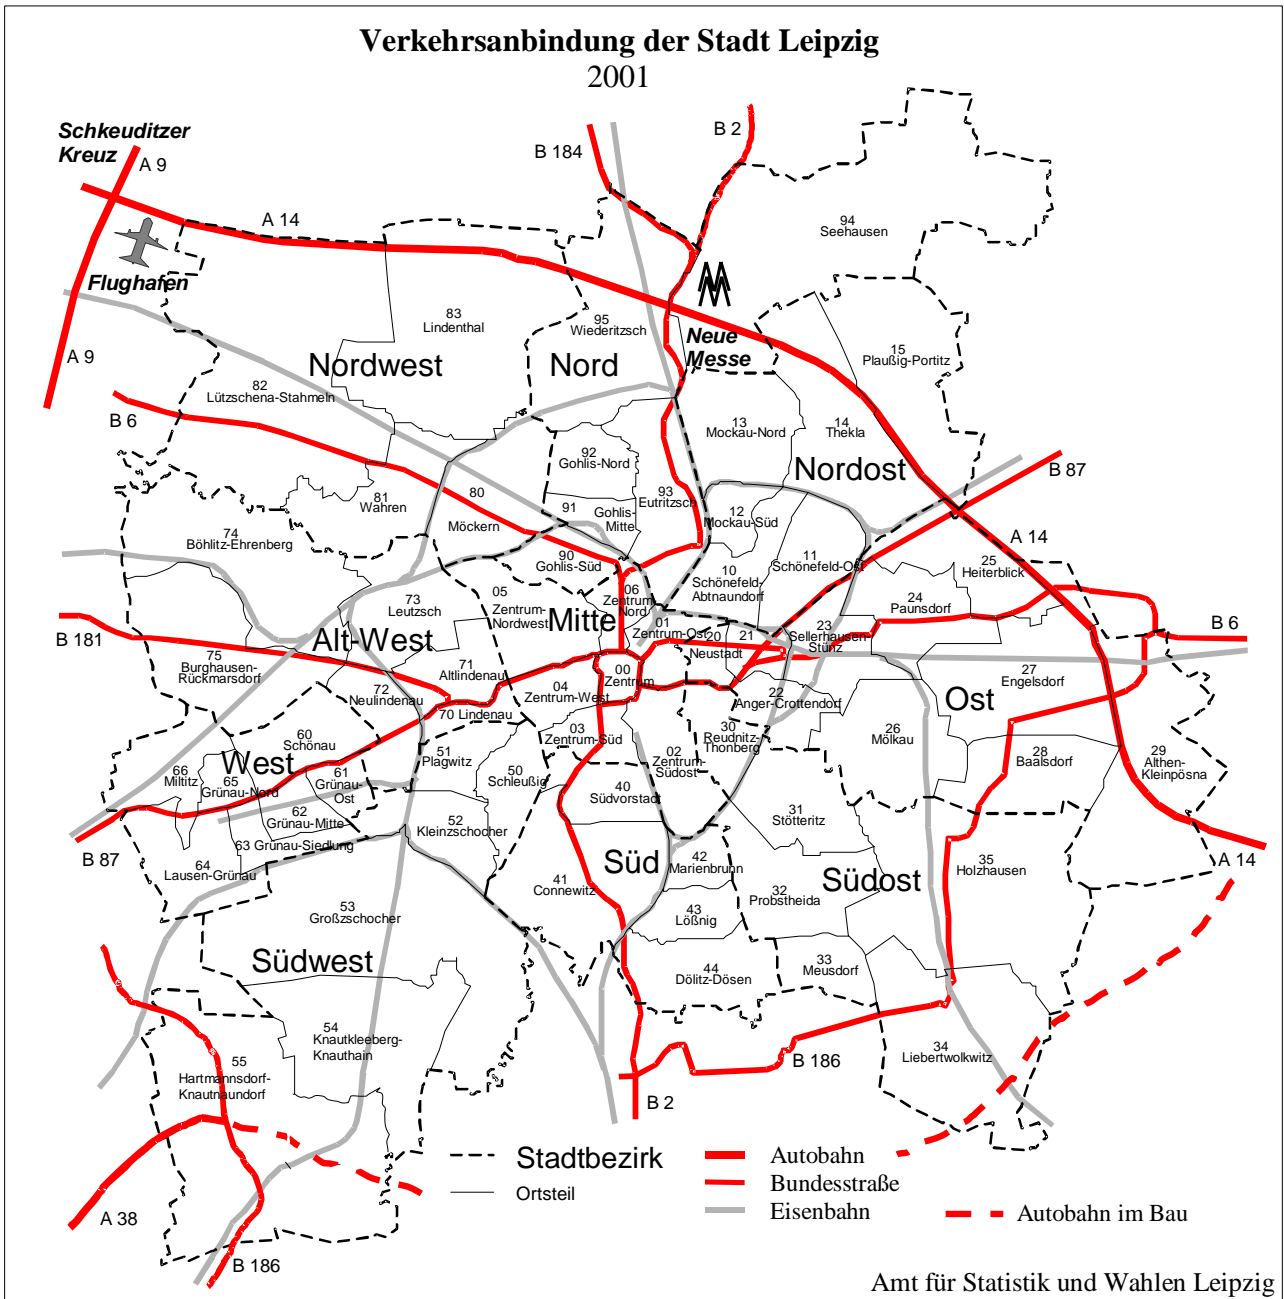 Verkehrsanbindung der Stadt Leipzig
2001
Schkeuditzer
Kreuz
A 9
B 184
B 2
A 14
94
Seehausen
Flughafen
83
Lindenthal
95
Wiederitzsch
Neue
Messe
A 9
Nordwest
Nord
15
Plaußig-Portitz
82
Lützschena-Stahmeln
B 6
13
Mockau-Nord
14
Thekla
92
Gohlis-Nord
Nordost
B 87
81
Wahren
80
Möckern
91
Gohlis-
Mitte
93
Eutritzsch
12
Mockau-Süd
74
Böhlitz-Ehrenberg
A 14
90
Gohlis-Süd
11
Schönefeld-Ost
25
Heiterblick
10
Schönefeld-
Abtnaundorf
73
Leutzsch
05
Zentrum-
Nordwest
06
Zentrum-
Nord
24
Paunsdorf
Mitte
B 181
Alt-West
01
Zentrum-Ost
20
Neustadt
21
23
Sellerhausen-
Stünz
B 6
75
Burghausen-
Rückmarsdorf
71
Altlindenau
00
Zentrum
27
Engelsdorf
72
Neulindenau
04
Zentrum-West
22
Anger-Crottendorf
Ost
70 Lindenau
60
Schönau
03
Zentrum-Süd
30
Reudnitz-
Thonberg
26
Mölkau
West
66
Miltitz
65
Grünau-Nord
61
Grünau-
Ost
51
Plagwitz
50
Schleußig
02
Zentrum-
Südost
28
Baalsdorf
29
Althen-
Kleinpösna
40
Südvorstadt
62
Grünau-Mitte
52
Kleinzschocher
31
Stötteritz
B 87
63 Grünau-Siedlung
64
Lausen-Grünau
Süd
42
Marienbrunn
Südost
35
Holzhausen
A 14
41
Connewitz
32
Probstheida
53
Großzschocher
43
Lößnig
Südwest
44
Dölitz-Dösen
33
Meusdorf
54
Knautkleeberg-
Knauthain
34
Liebertwolkwitz
55
Hartmannsdorf-
Knautnaundorf
B 186
B 2
A 38
B 186
Stadtbezirk
Ortsteil
Autobahn
Bundesstraße
Eisenbahn
Autobahn im Bau
Amt für Statistik und Wahlen Leipzig